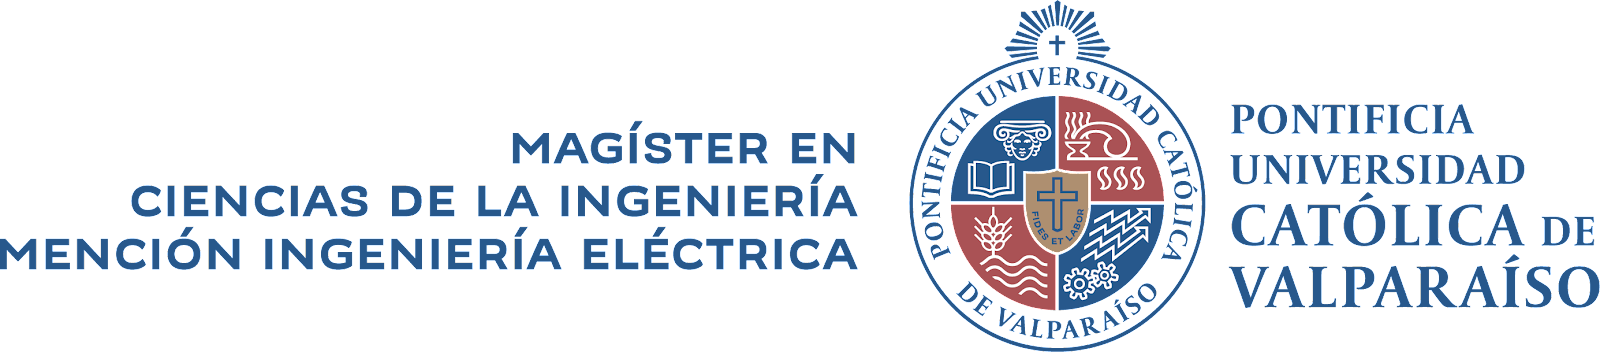 MAGÍSTER EN
CIENCIAS DE LA INGENIERÍA
MENCIÓN INGENIERÍA ELÉCTRICA
PONTIFICIA UNIVERSIDAD CATÓLICA
DE VALPARAÍSO
FIDES ET LABOR
PONTIFICIA
UNIVERSIDAD
CATÓLICA DE
VALPARAÍSO